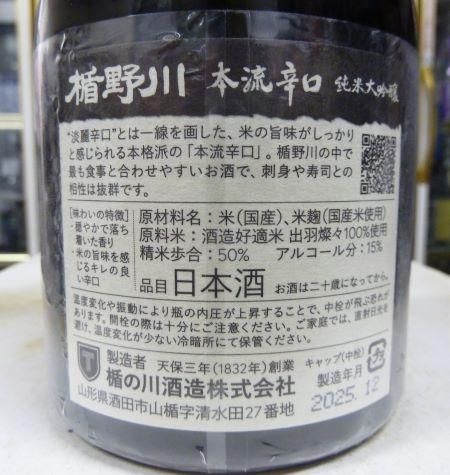 楯野川 本流辛口 純米大吟醸
"淡麗辛口"とは一線を画した、米の旨味がしっかり
と感じられる本格派の「本流辛口」。楯野川の中で
最も食事と合わせやすいお酒で、刺身や寿司との
相性は抜群です。
[味わいの特徴]
・穏やかで落ち
着いた香り
・米の旨味を感
じるキレの良
い辛口
原材料名：米(国産)、米麹(国産米使用)
原料米：酒造好適米 出羽燦々100%使用
精米歩合：50% アルコール分：15%
品目 日本酒 お酒は二十歳になってから。
温度変化や振動により瓶の内圧が上昇することで、中栓が飛ぶ恐れが
あります。開栓の際は十分にご注意ください。ご家庭では、直射日光を
避け、温度変化が少ない冷暗所にて保管ください。
製造者 天保三年(1832年)創業
楯の川酒造株式会社
山形県酒田市山楯字清水田27番地
キャップ(中栓)
プラ
製造年月
2025.12